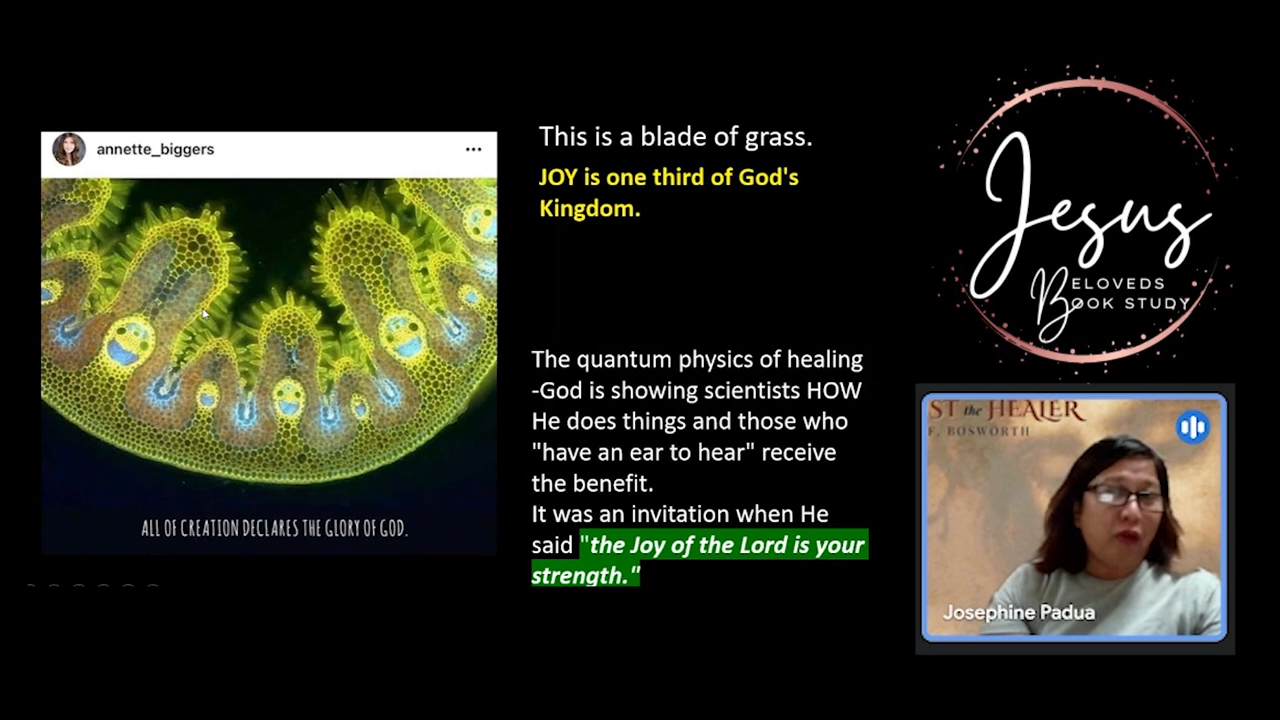 annette_biggers
ALL OF CREATION DECLARES THE GLORY OF GOD.
This is a blade of grass.
JOY is one third of God's
Kingdom.
The quantum physics of healing
-God is showing scientists HOW
He does things and those who
"have an ear to hear" receive
the benefit.
It was an invitation when He
said "the Joy of the Lord is your
strength."
Jesus
BELOVEDS
BOOK STUDY
ST the HEALER
F. BOSWORTH
Josephine Padua